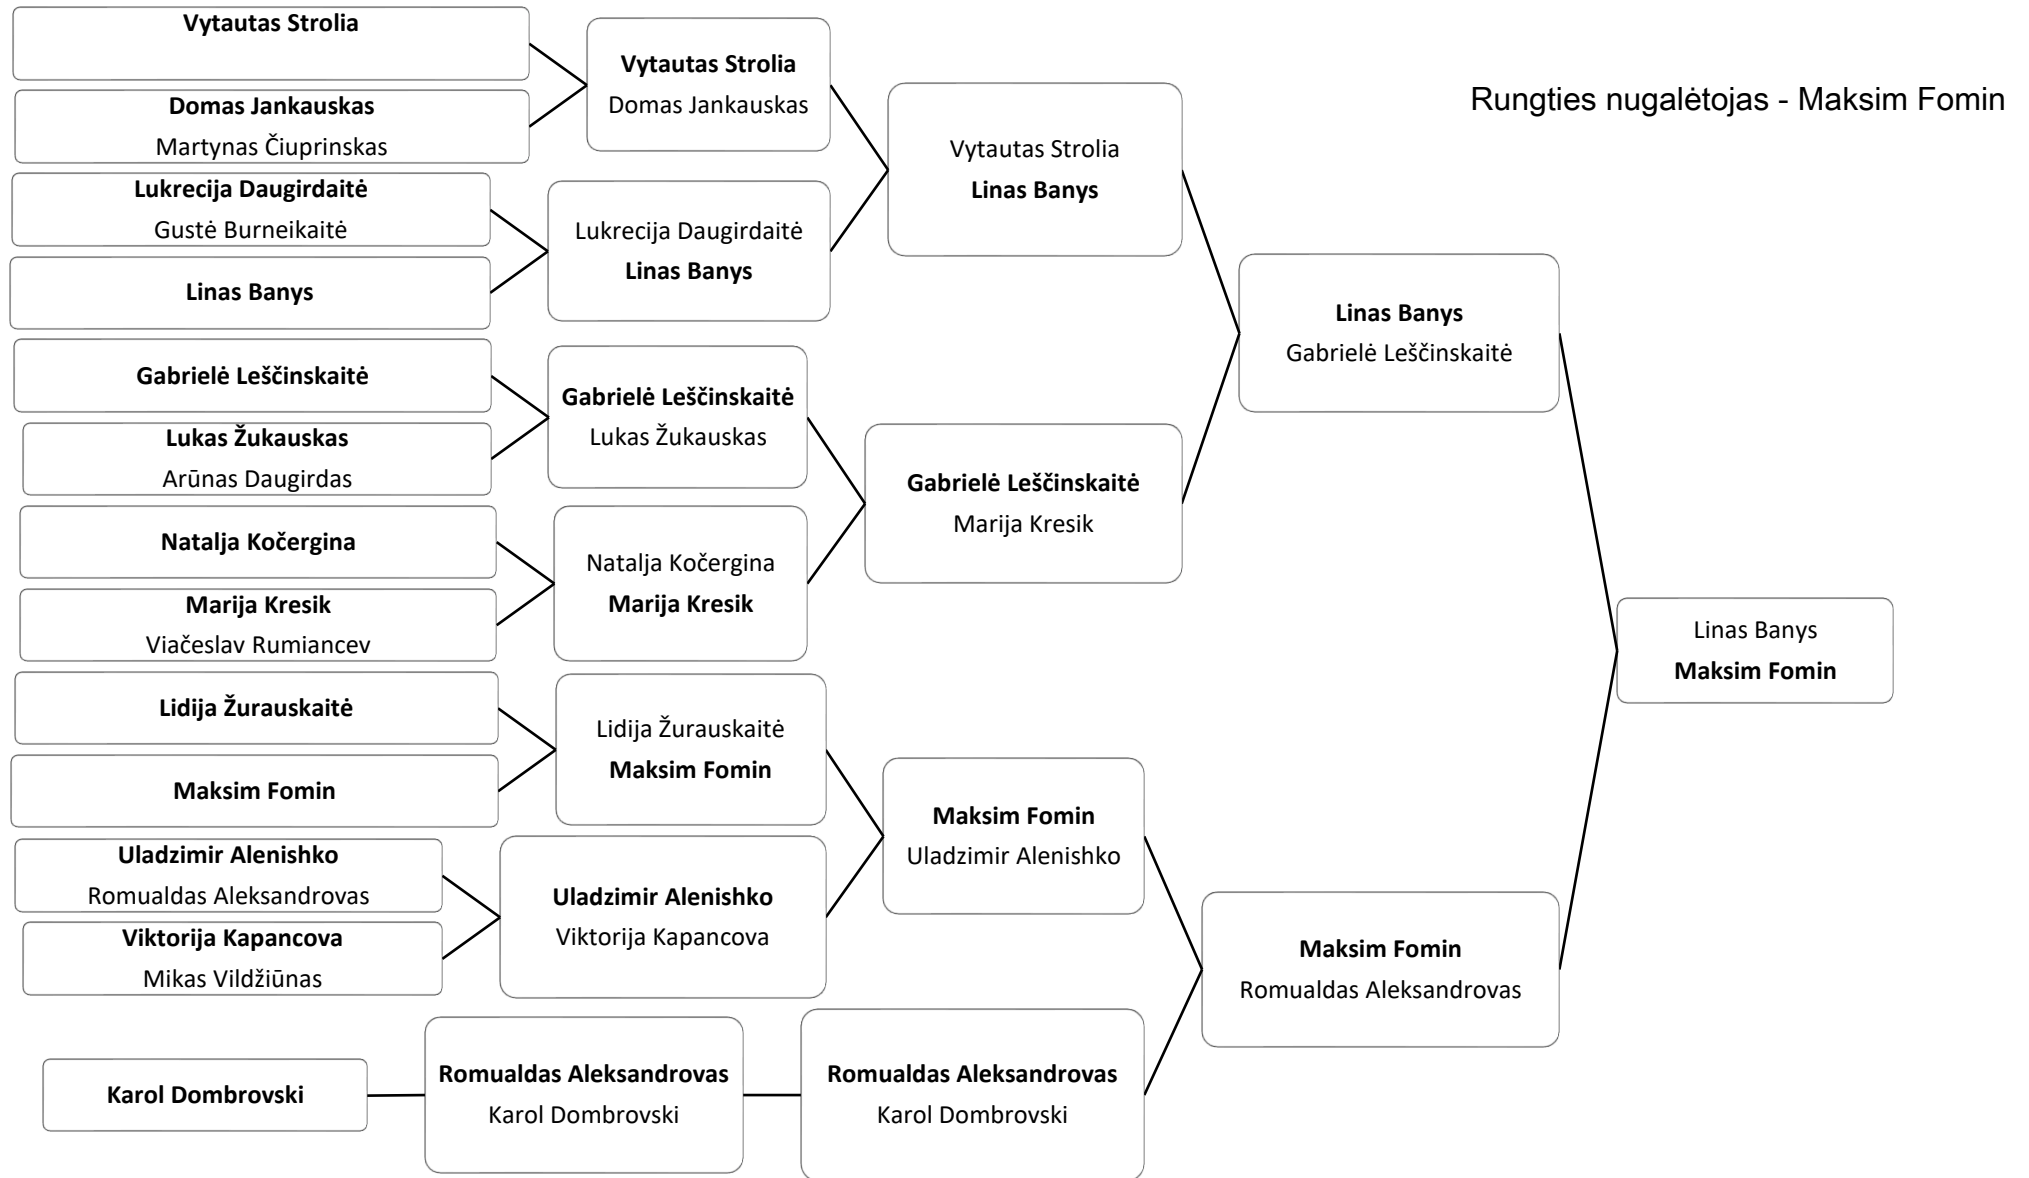 Vytautas Strolia
Domas Jankauskas
Martynas Čiuprinskas
Lukrecija Daugirdaitė
Gustė Burneikaitė
Linas Banys
Gabrielė Leščinskaitė
Lukas Žukauskas
Arūnas Daugirdas
Natalja Kočergina
Marija Kresik
Viačeslav Rumiancev
Lidija Žurauskaitė
Maksim Fomin
Uladzimir Alenishko
Romualdas Aleksandrovas
Viktorija Kapancova
Mikas Vildžiūnas
Karol Dombrovski
Vytautas Strolia
Domas Jankauskas
Lukrecija Daugirdaitė
Linas Banys
Gabrielė Leščinskaitė
Lukas Žukauskas
Natalja Kočergina
Marija Kresik
Lidija Žurauskaitė
Maksim Fomin
Uladzimir Alenishko
Viktorija Kapancova
Romualdas Aleksandrovas
Karol Dombrovski
Vytautas Strolia
Linas Banys
Gabrielė Leščinskaitė
Marija Kresik
Maksim Fomin
Uladzimir Alenishko
Romualdas Aleksandrovas
Karol Dombrovski
Linas Banys
Gabrielė Leščinskaitė
Maksim Fomin
Romualdas Aleksandrovas
Rungties nugalėtojas - Maksim Fomin
Linas Banys
Maksim Fomin